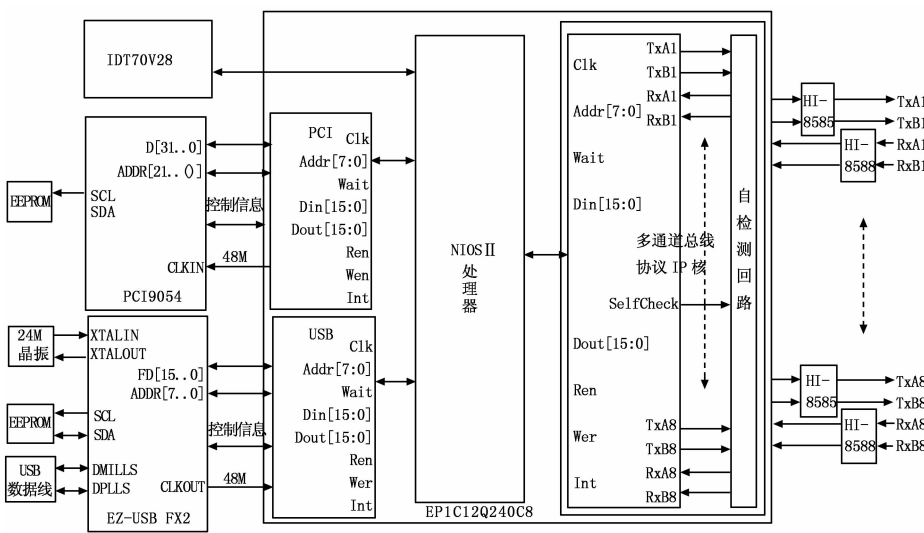 IDT70V28
D[31..0]
ADDR[21..0]
EEPROM
SCL
SDA
控制信息
CLKIN
48M
PCI9054
PCI
Clk
Addr[7:0]
Wait
Din[15:0]
Dout[15:0]
Ren
Wen
Int
24M
晶振
XTALIN
XTALOUT
FD[15..0]
ADDR[7..0]
EEPROM
SCL
SDA
控制信息
USB
数据线
DMILLS
DPLLS
CLKOUT
48M
EZ-USB FX2
USB
Clk
Addr[7:0]
Wait
Din[15:0]
Dout[15:0]
Ren
Wer
Int
NIOSⅡ
处
理
器
EP1C12Q240C8
Clk
Addr[7:0]
Wait
Din[15:0]
多通道总线
协议IP核
SelfCheck
Dout[15:0]
Ren
Wer
Int
TxA1
TxB1
RxA1
RxB1
TxA8
TxB8
RxA8
RxB8
自
检
测
回
路
HI-
8585
HI-
8588
TxA1
TxB1
RxA1
RxB1
HI-
8585
HI-
8588
TxA8
TxB8
RxA8
RxB8